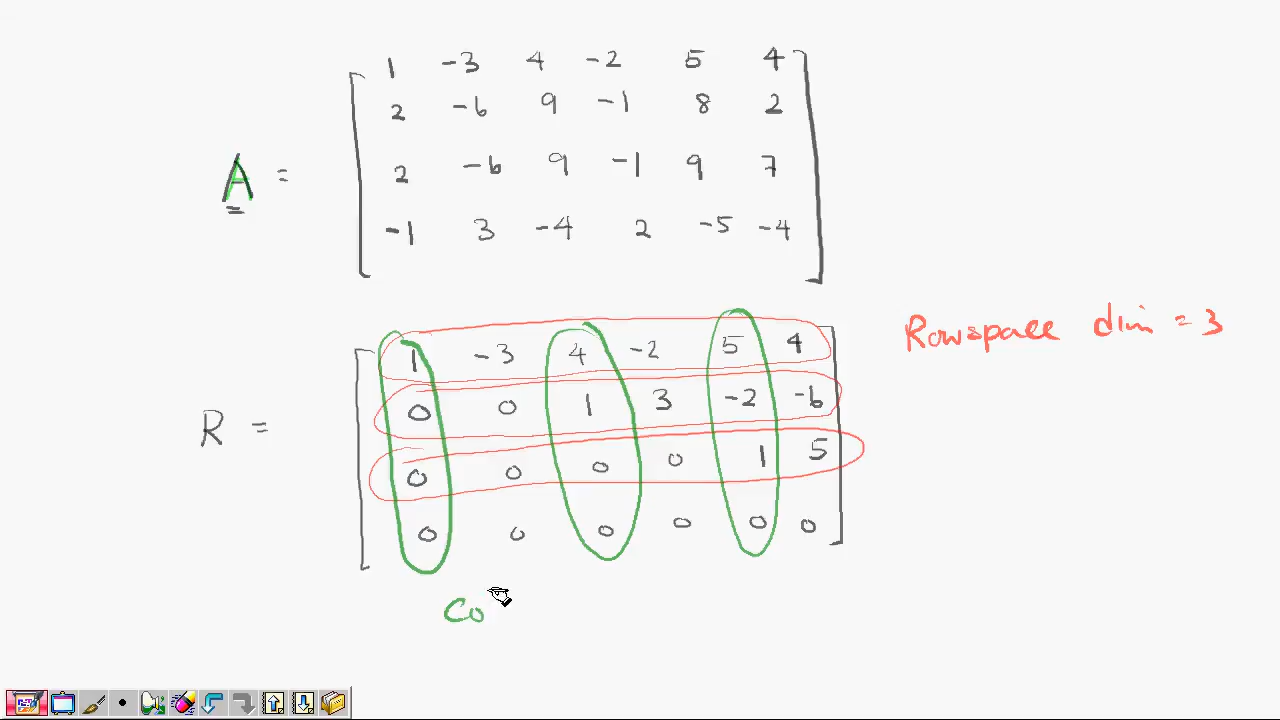 1 -3 4 -2 5 4
2 -6 9 -1 8 2
A =
2 -6 9 -1 9 7
-1 3 -4 2 -5 -4
Rowspace dim = 3
1 -3 4 -2 5 4
0 0 1 3 -2 -6
R =
0 0 0 0 1 5
0 0 0 0 0 0
Co